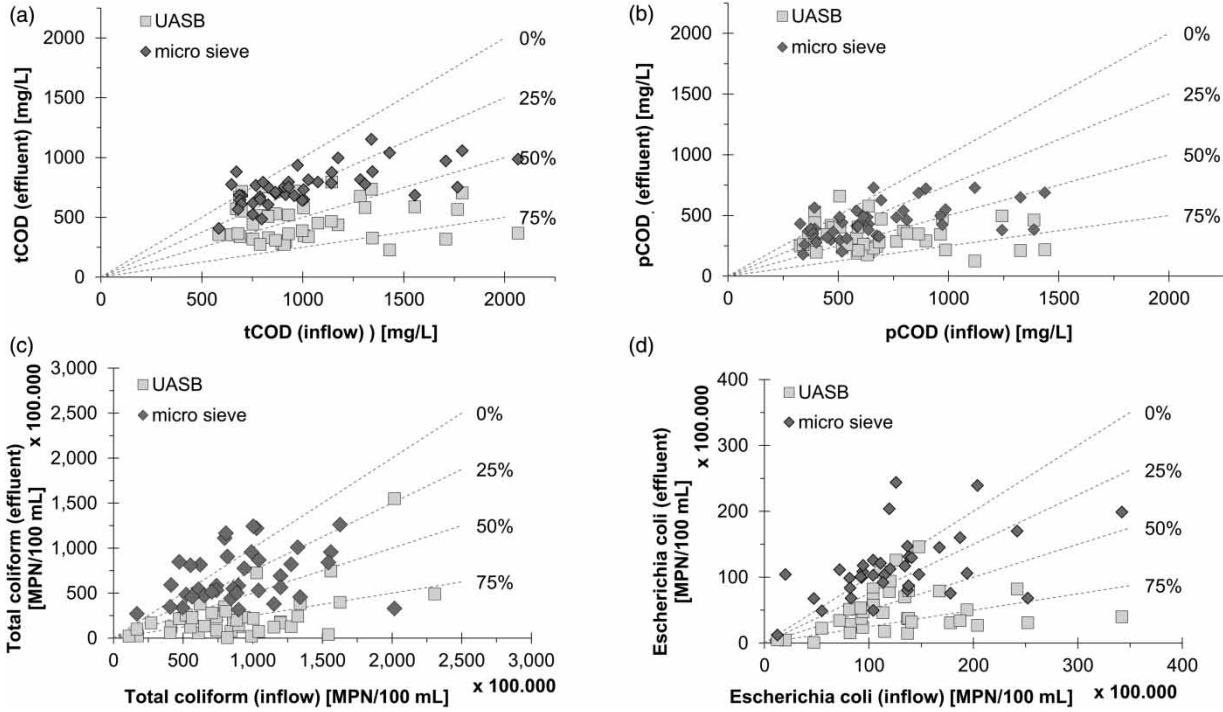 (a)
UASB
micro sieve
tCOD (effluent) [mg/L]
2000
1500
1000
500
0
0%
25%
50%
75%
0
500
1000
1500
2000
tCOD (inflow) ) [mg/L]
(b)
UASB
micro sieve
pCOD (effluent) [mg/L]
2000
1500
1000
500
0
0%
25%
50%
75%
0
500
1000
1500
2000
pCOD (inflow) [mg/L]
(c)
UASB
micro sieve
Total coliform (effluent)
[MPN/100 mL]
x 100.000
3,000
2,500
2,000
1,500
1,000
500
0
0%
25%
50%
75%
0
500
1,000
1,500
2,000
2,500
3,000
Total coliform (inflow) [MPN/100 mL]
x 100.000
(d)
UASB
micro sieve
Escherichia coli (effluent)
[MPN/100 mL]
x 100.000
400
300
200
100
0
0%
25%
50%
75%
0
100
200
300
400
Escherichia coli (inflow) [MPN/100 mL]
x 100.000